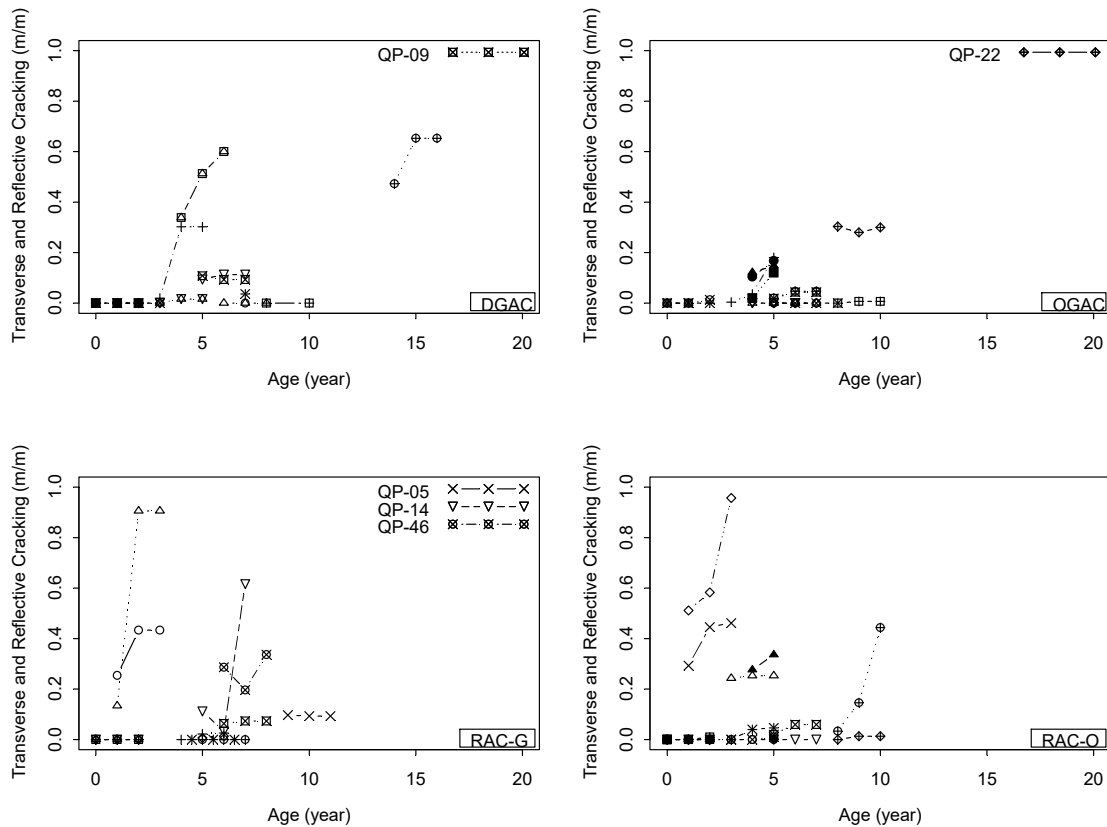 Transverse and Reflective Cracking (m/m)
1.0
0.8
0.6
0.4
0.2
0.0
QP-09
DGAC
0 5 10 15 20
Age (year)
Transverse and Reflective Cracking (m/m)
1.0
0.8
0.6
0.4
0.2
0.0
QP-22
OGAC
0 5 10 15 20
Age (year)
Transverse and Reflective Cracking (m/m)
1.0
0.8
0.6
0.4
0.2
0.0
QP-05
QP-14
QP-46
RAC-G
0 5 10 15 20
Age (year)
Transverse and Reflective Cracking (m/m)
1.0
0.8
0.6
0.4
0.2
0.0
RAC-O
0 5 10 15 20
Age (year)